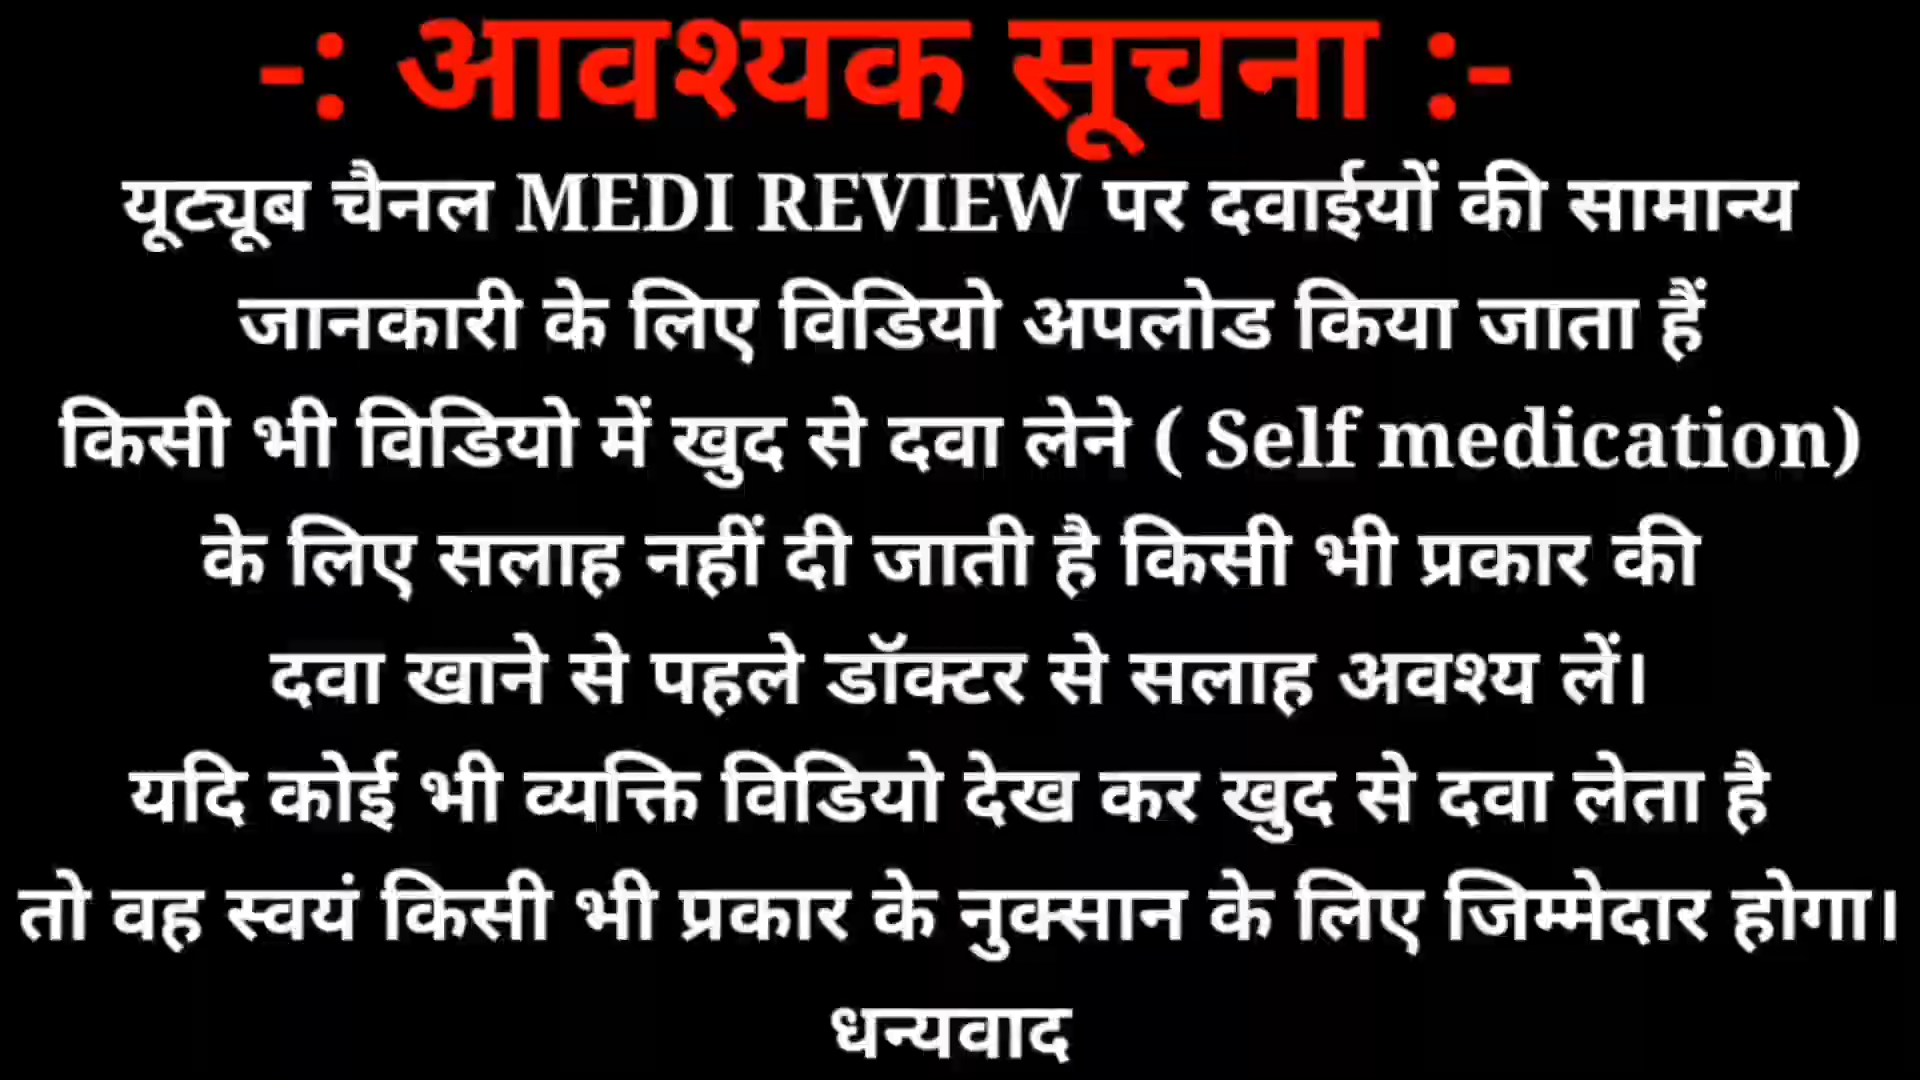 -: आवश्यक सूचना :-
यूट्यूब चैनल MEDI REVIEW पर दवाईयों की सामान्य
जानकारी के लिए विडियो अपलोड किया जाता हैं
किसी भी विडियो में खुद से दवा लेने ( Self medication)
के लिए सलाह नहीं दी जाती है किसी भी प्रकार की
दवा खाने से पहले डॉक्टर से सलाह अवश्य लें।
यदि कोई भी व्यक्ति विडियो देख कर खुद से दवा लेता है
तो वह स्वयं किसी भी प्रकार के नुक्सान के लिए जिम्मेदार होगा।
धन्यवाद